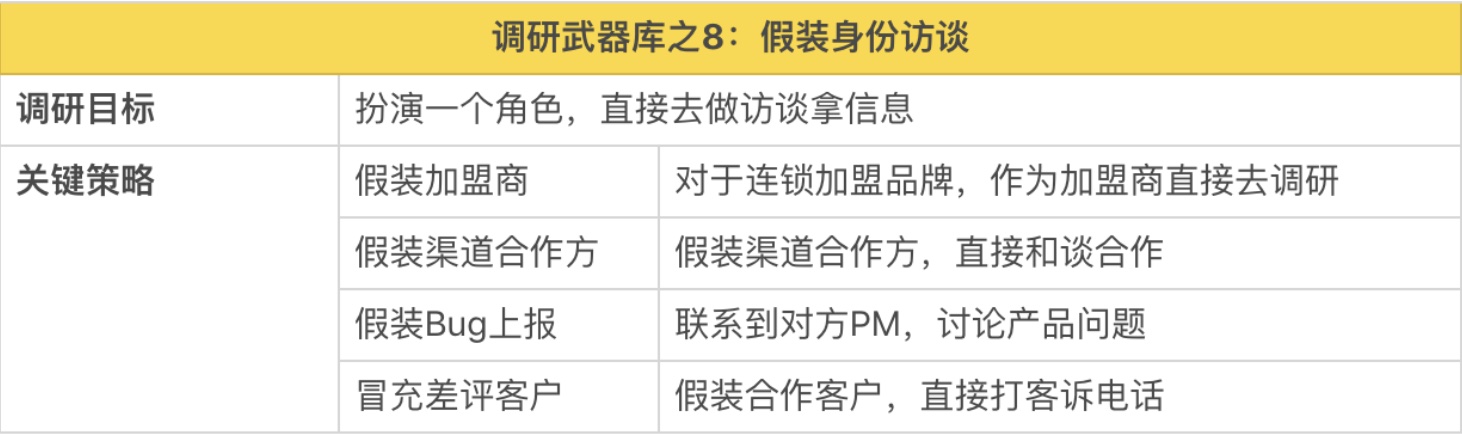 调研武器库之8：假装身份访谈
调研目标 扮演一个角色，直接去做访谈拿信息
关键策略 假装加盟商 对于连锁加盟品牌，作为加盟商直接去调研
假装渠道合作方 假装渠道合作方，直接和谈合作
假装Bug上报 联系到对方PM，讨论产品问题
冒充差评客户 假装合作客户，直接打客诉电话